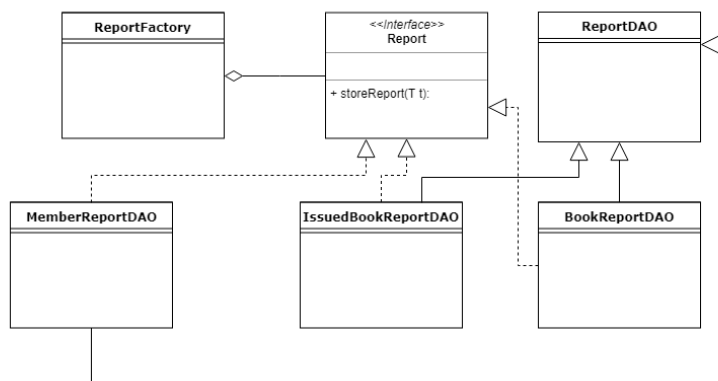 ReportFactory
<<Interface>>
Report
+ storeReport(T t):
ReportDAO
MemberReportDAO
IssuedBookReportDAO
BookReportDAO